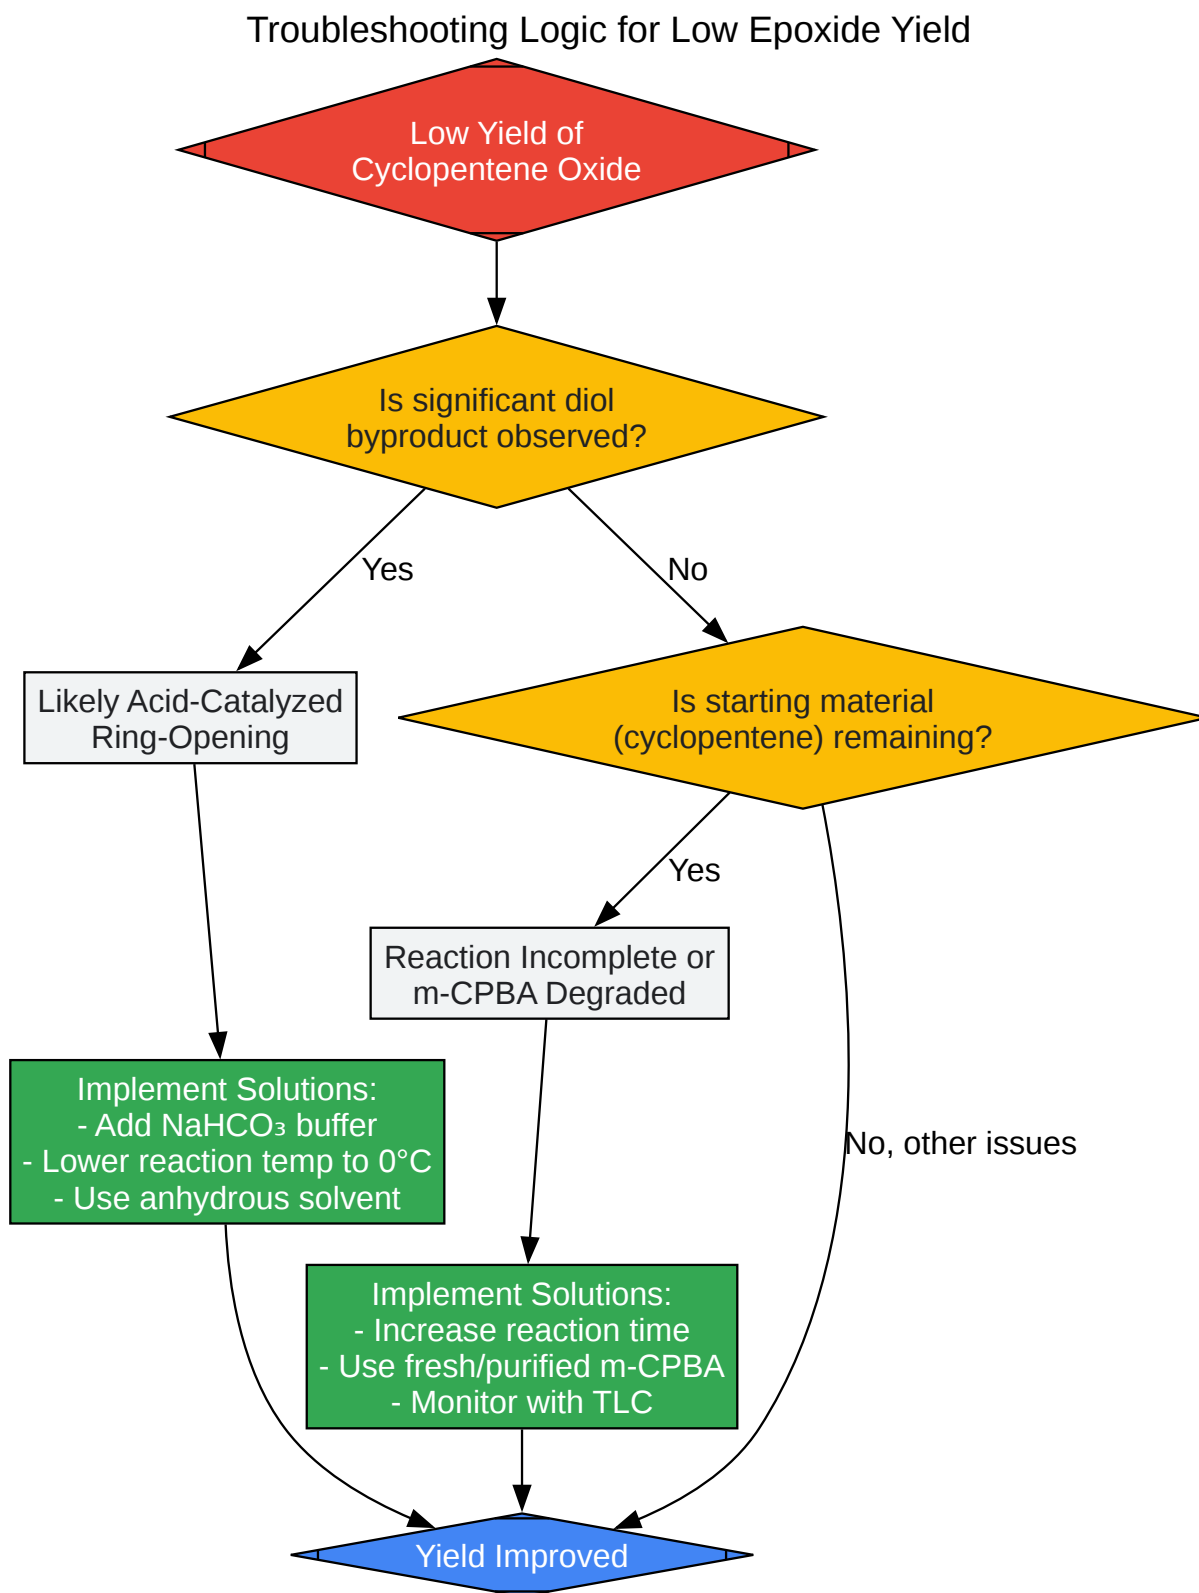 Troubleshooting Logic for Low Epoxide Yield
Low Yield of
Cyclopentene Oxide
Is significant diol
byproduct observed?
Yes
No
Likely Acid-Catalyzed
Ring-Opening
Is starting material
(cyclopentene) remaining?
Yes
Reaction Incomplete or
m-CPBA Degraded
Implement Solutions:
- Add NaHCO₃ buffer
- Lower reaction temp to 0°C
- Use anhydrous solvent
No, other issues
Implement Solutions:
- Increase reaction time
- Use fresh/purified m-CPBA
- Monitor with TLC
Yield Improved